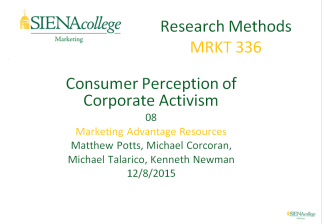 SIENAcollege
Marketing
Research Methods
MRKT 336
Consumer Perception of
Corporate Activism
08
Marketing Advantage Resources
Matthew Potts, Michael Corcoran,
Michael Talarico, Kenneth Newman
12/8/2015
SIENAcollege